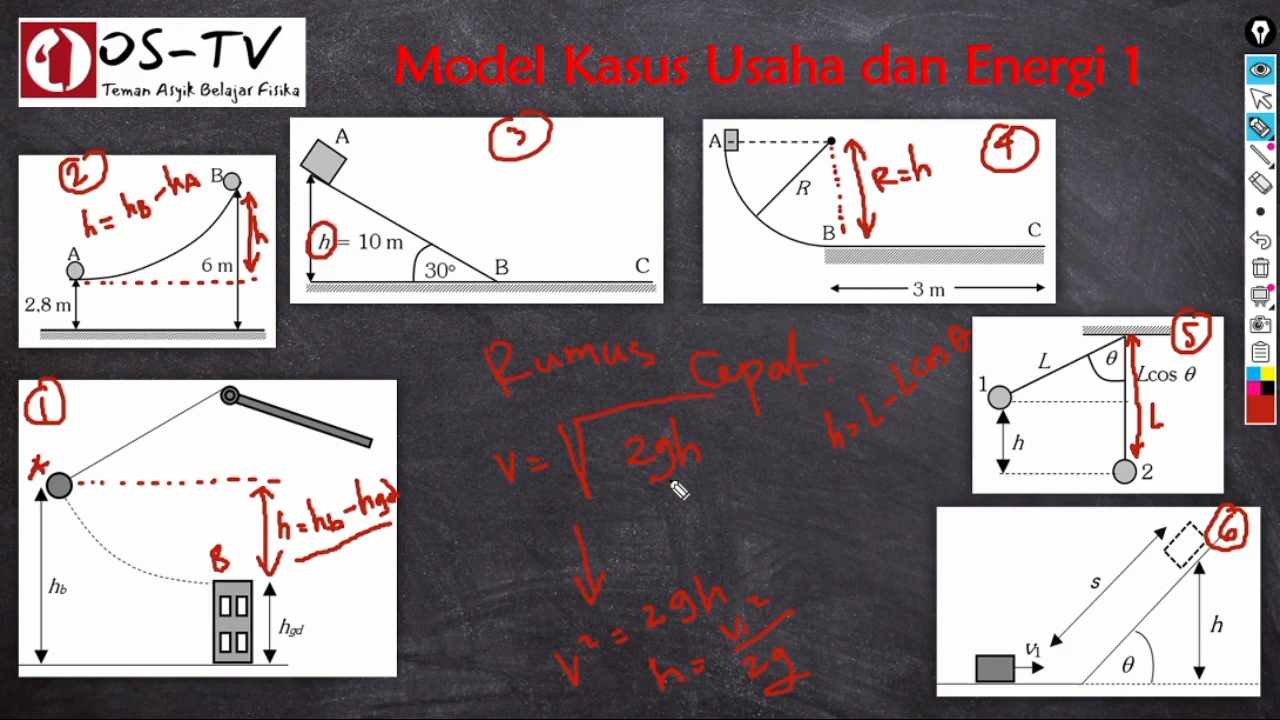 OS-TV
Teman Asyik Belajar Fisika
Model Kasus Usaha dan Energi 1
2
B
h = hB - hA
h
A
6 m
2,8 m
3
A
h = 10 m
30°
B
C
4
A
R
R=h
B
C
3 m
Rumus Cepat:
v = √2gh
v² = 2gh
h = v₁²/2g
h = L - L cos θ
5
L
θ
L cos θ
1
L
h
2
1
A
h = hb - hgd
B
hb
hgd
6
s
h
v1
θ